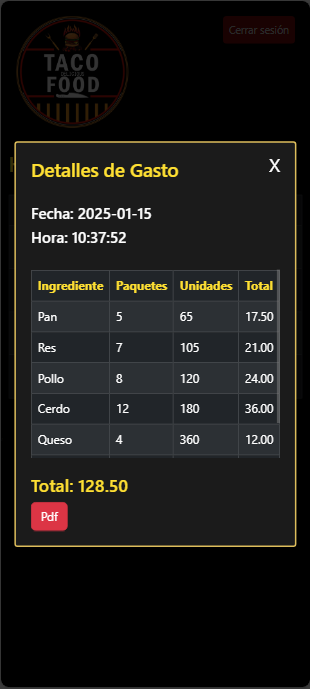 Cerrar sesión
TACO
FOOD
Detalles de Gasto X
Fecha: 2025-01-15
Hora: 10:37:52
Ingrediente Paquetes Unidades Total
Pan 5 65 17.50
Res 7 105 21.00
Pollo 8 120 24.00
Cerdo 12 180 36.00
Queso 4 360 12.00
Total: 128.50
Pdf